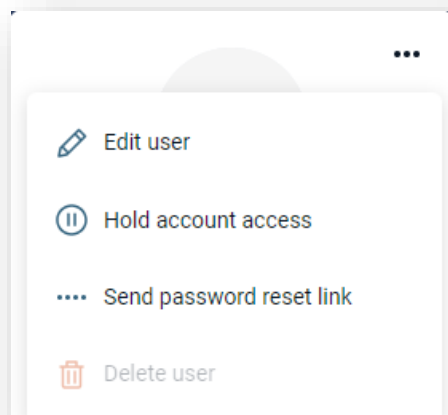 Edit user
Hold account access
Send password reset link
Delete user